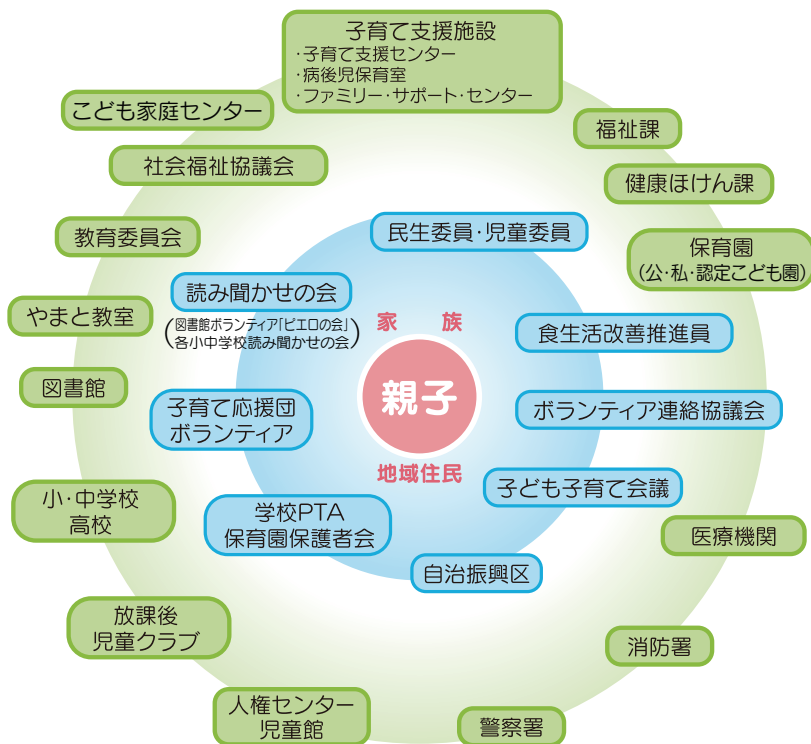 子育て支援施設
・子育て支援センター
・病後児保育室
・ファミリー・サポート・センター
こども家庭センター
福祉課
社会福祉協議会
健康ほけん課
教育委員会
民生委員・児童委員
保育園
(公・私・認定こども園)
読み聞かせの会
(図書館ボランティア「ピエロの会」
各小中学校読み聞かせの会)
やまと教室
家 族
食生活改善推進員
図書館
親子
子育て応援団
ボランティア
ボランティア連絡協議会
地域住民
子ども子育て会議
小・中学校
高校
学校PTA
保育園保護者会
医療機関
自治振興区
放課後
児童クラブ
消防署
人権センター
児童館
警察署